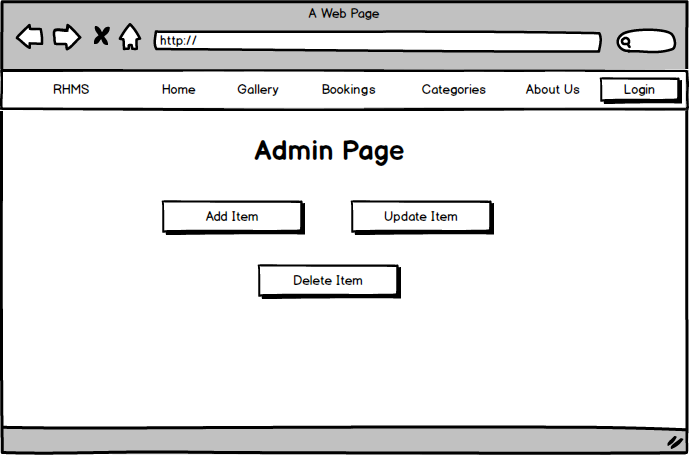 A Web Page
http://
RHMS Home Gallery Bookings Categories About Us Login
Admin Page
Add Item Update Item
Delete Item